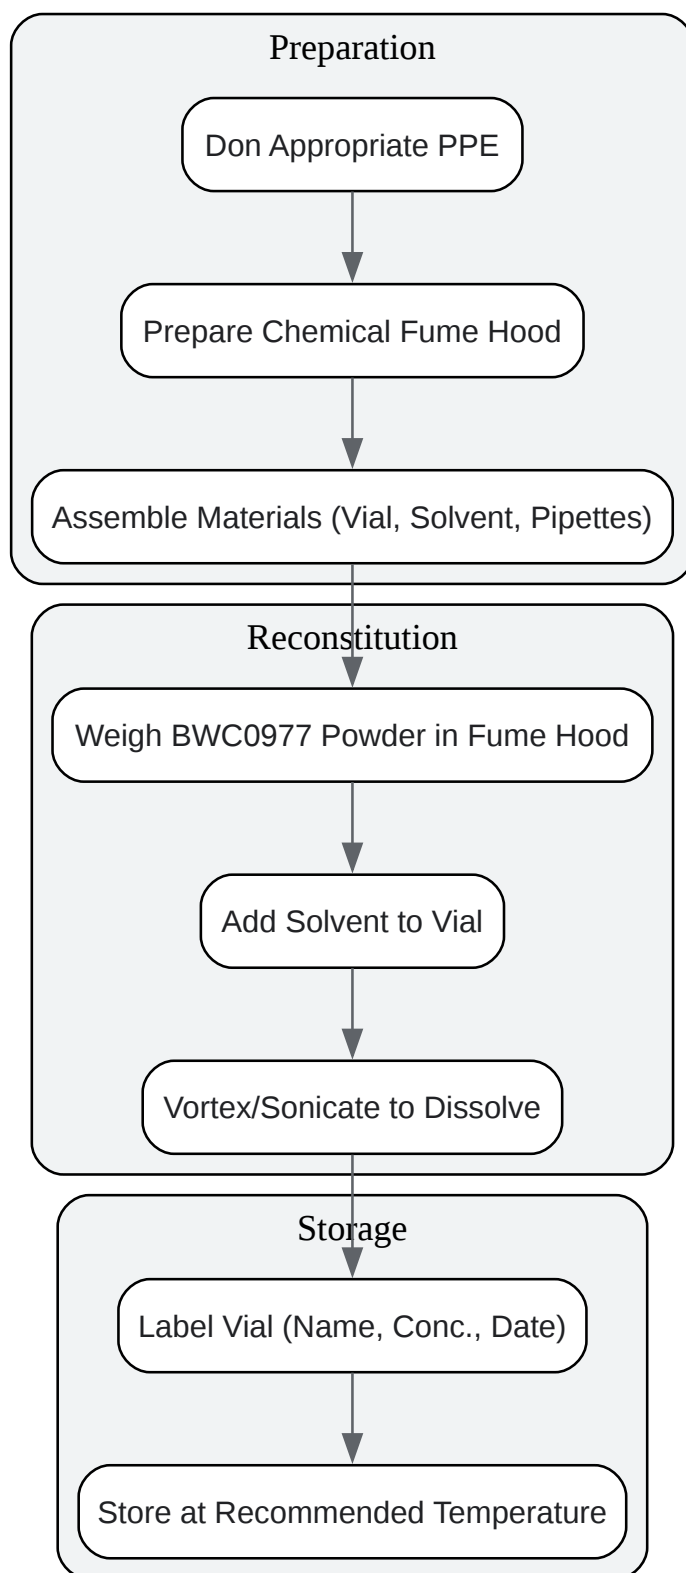 Preparation
Don Appropriate PPE
Prepare Chemical Fume Hood
Assemble Materials (Vial, Solvent, Pipettes)
Reconstitution
Weigh BWC0977 Powder in Fume Hood
Add Solvent to Vial
Vortex/Sonicate to Dissolve
Storage
Label Vial (Name, Conc., Date)
Store at Recommended Temperature